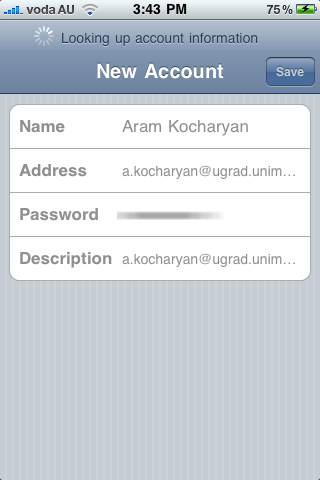 voda AU 3:43 PM 75%
Looking up account information
New Account Save
Name Aram Kocharyan
Address a.kocharyan@ugrad.unim...
Password
Description a.kocharyan@ugrad.unim...